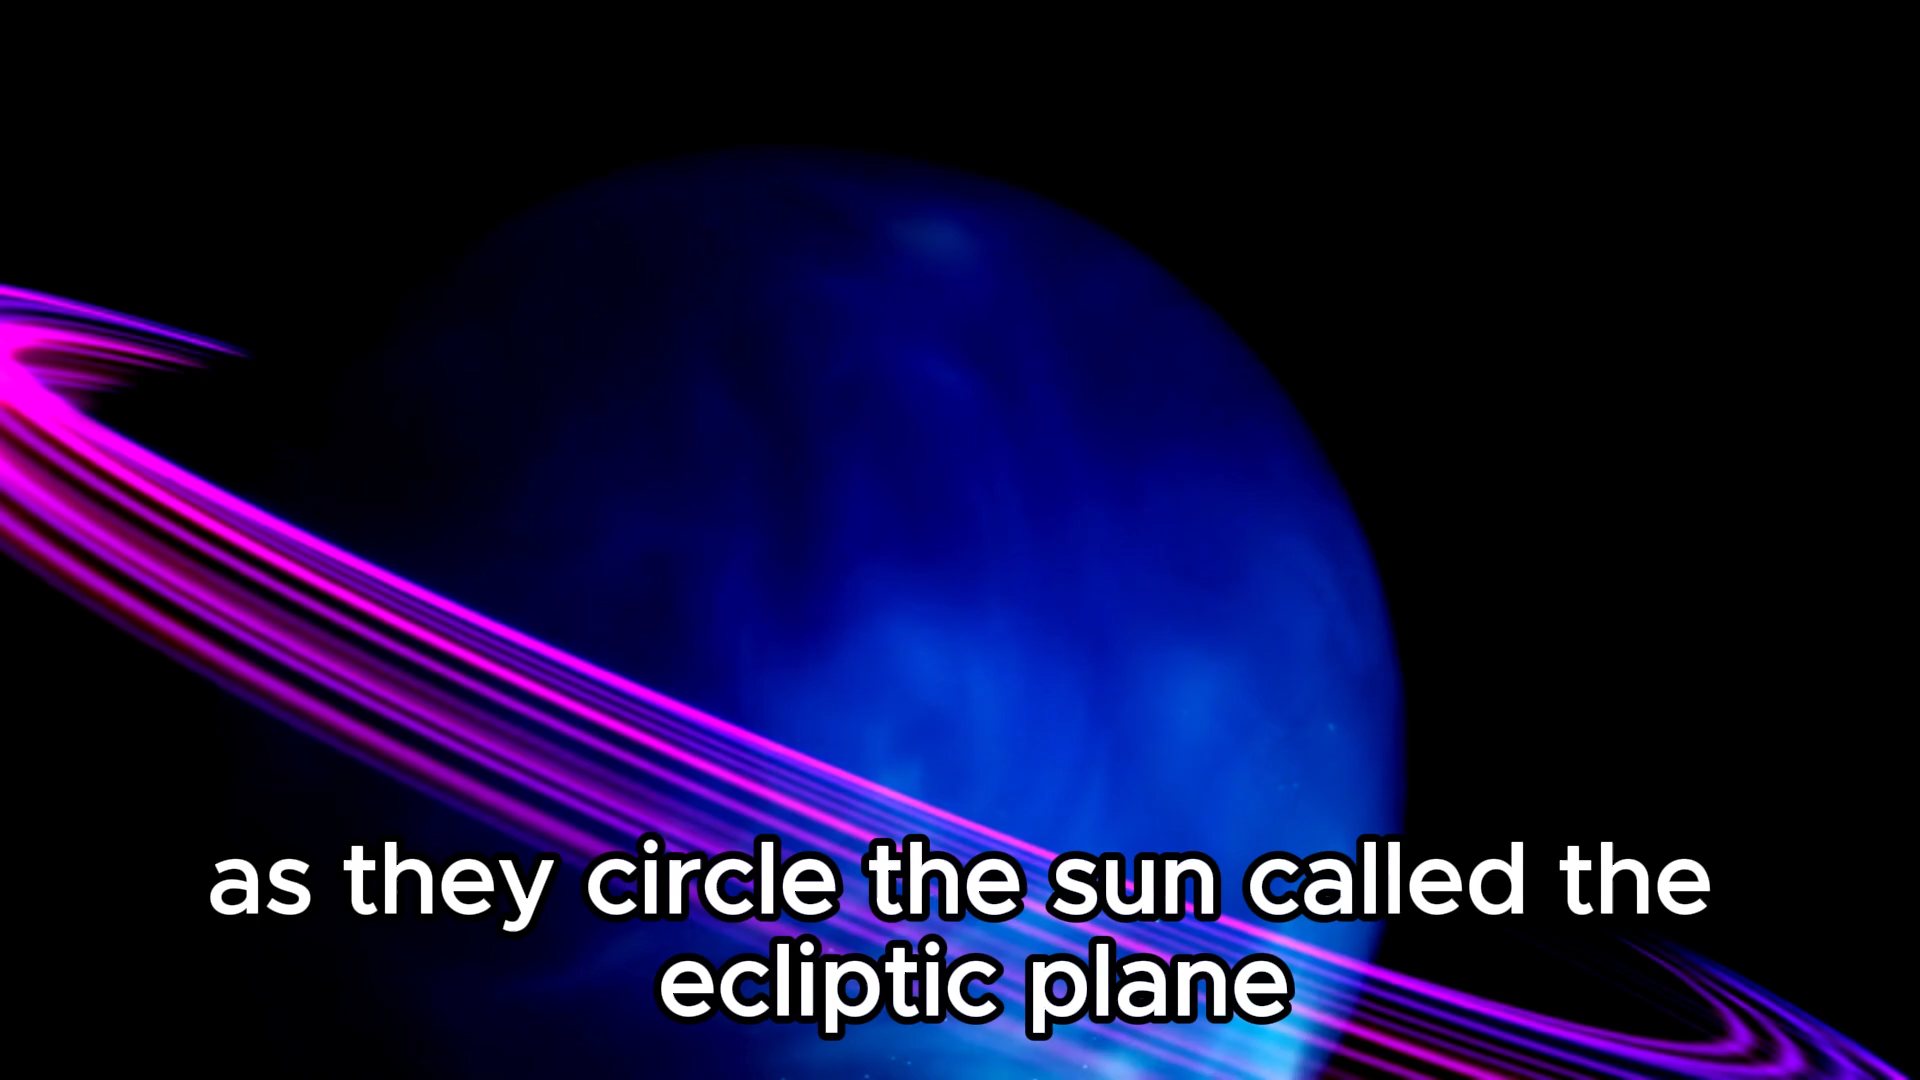 as they circle the sun called the
ecliptic plane